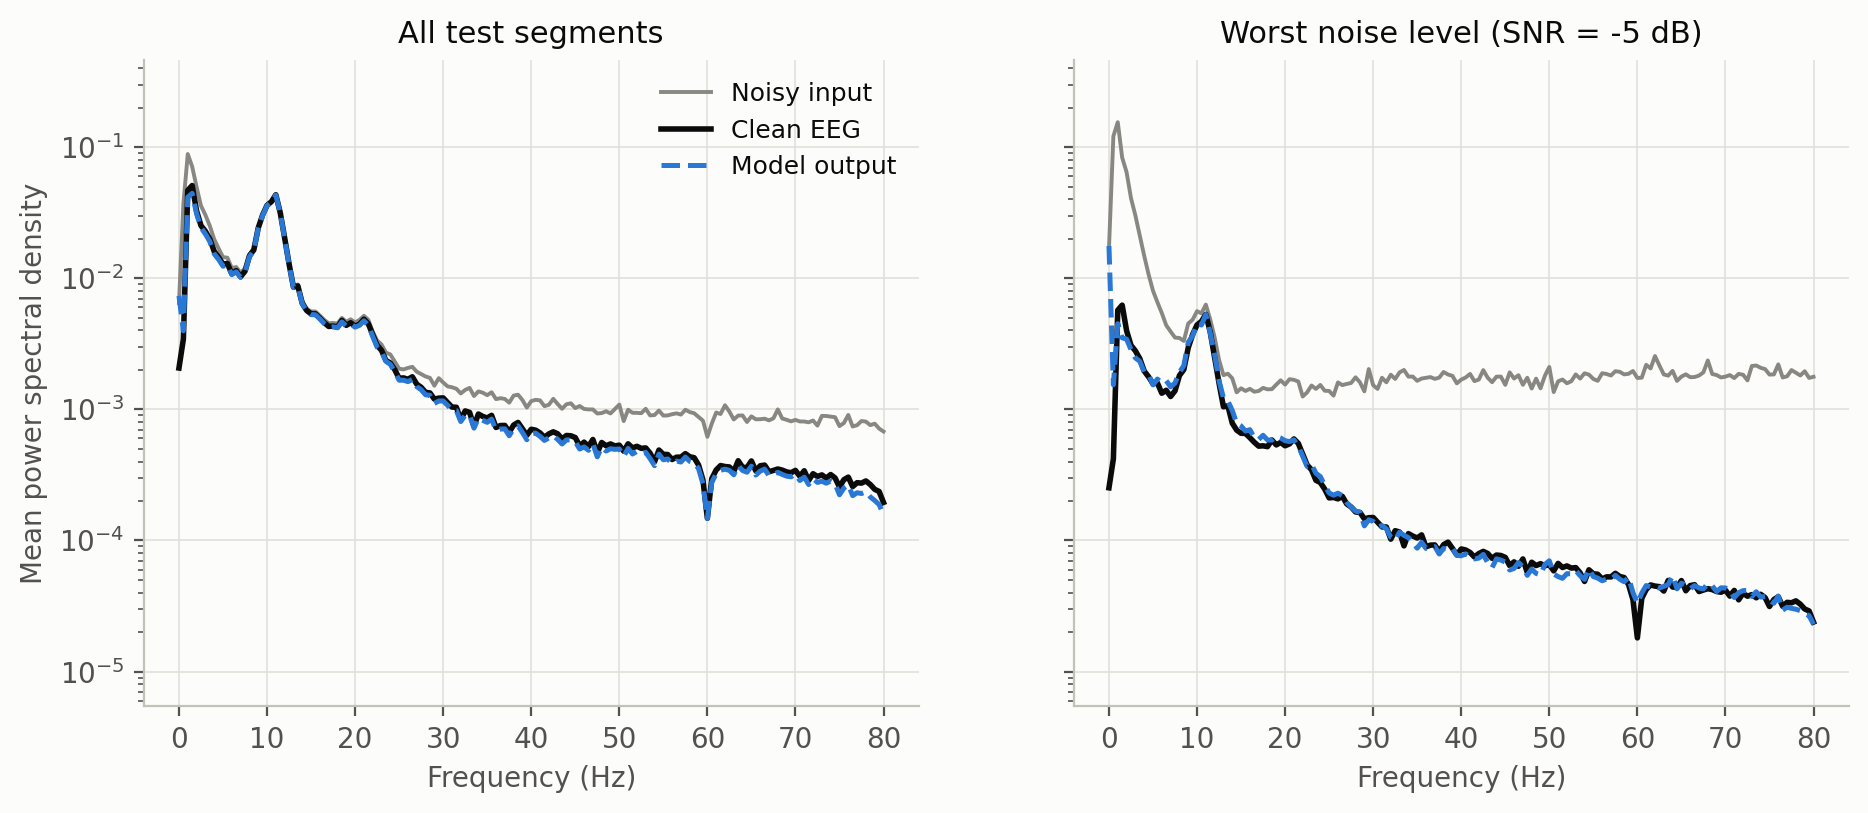 All test segments
Worst noise level (SNR = -5 dB)
Noisy input
Clean EEG
Model output
Mean power spectral density
10⁻¹
10⁻²
10⁻³
10⁻⁴
10⁻⁵
0 10 20 30 40 50 60 70 80
0 10 20 30 40 50 60 70 80
Frequency (Hz)
Frequency (Hz)